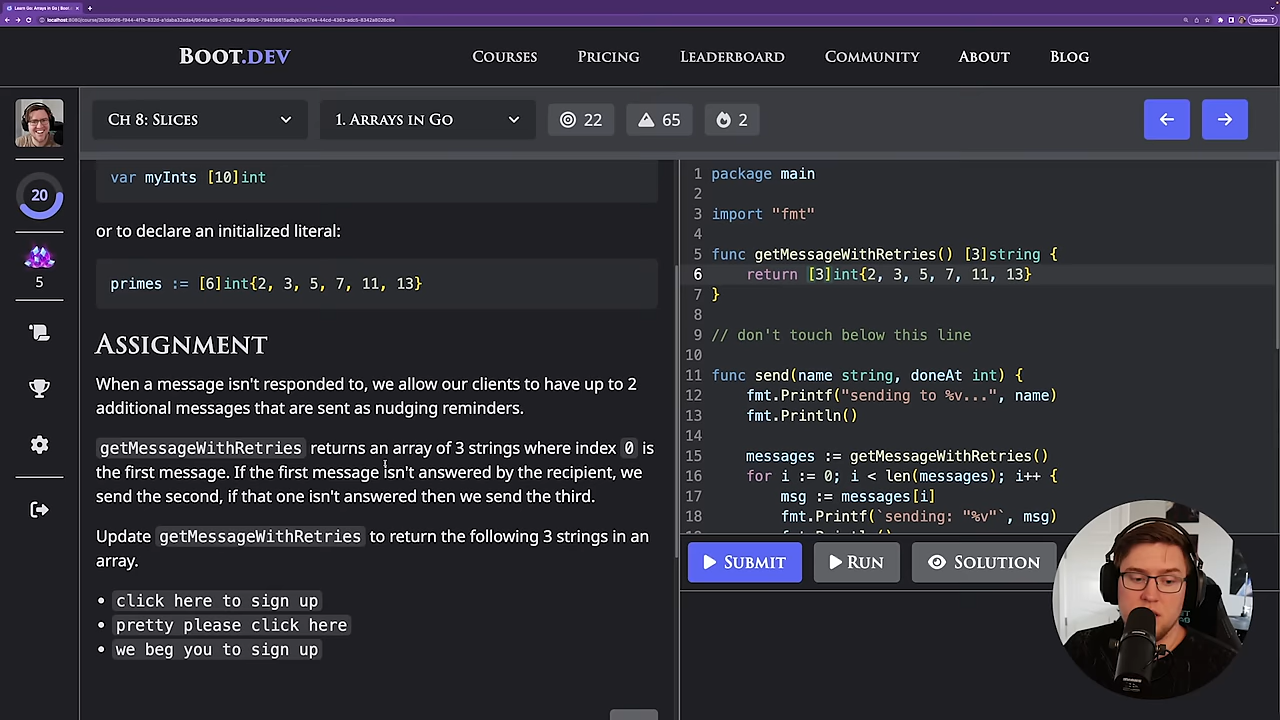 Learn Go: Arrays in Go
Update
BOOT.DEV
COURSES
PRICING
LEADERBOARD
COMMUNITY
ABOUT
BLOG
CH 8: SLICES
1. ARRAYS IN GO
22
65
2
20
5
var myInts [10]int
or to declare an initialized literal:
primes := [6]int{2, 3, 5, 7, 11, 13}
ASSIGNMENT
When a message isn't responded to, we allow our clients to have up to 2
additional messages that are sent as nudging reminders.
getMessageWithRetries returns an array of 3 strings where index 0 is
the first message. If the first message isn't answered by the recipient, we
send the second, if that one isn't answered then we send the third.
Update getMessageWithRetries to return the following 3 strings in an
array.
• click here to sign up
• pretty please click here
• we beg you to sign up
1 package main
2
3 import "fmt"
4
5 func getMessageWithRetries() [3]string {
6 return [3]int{2, 3, 5, 7, 11, 13}
7 }
8
9 // don't touch below this line
10
11 func send(name string, doneAt int) {
12 fmt.Printf("sending to %v...", name)
13 fmt.Println()
14
15 messages := getMessageWithRetries()
16 for i := 0; i < len(messages); i++ {
17 msg := messages[i]
18 fmt.Printf(`sending: "%v"`, msg)
SUBMIT
RUN
SOLUTION